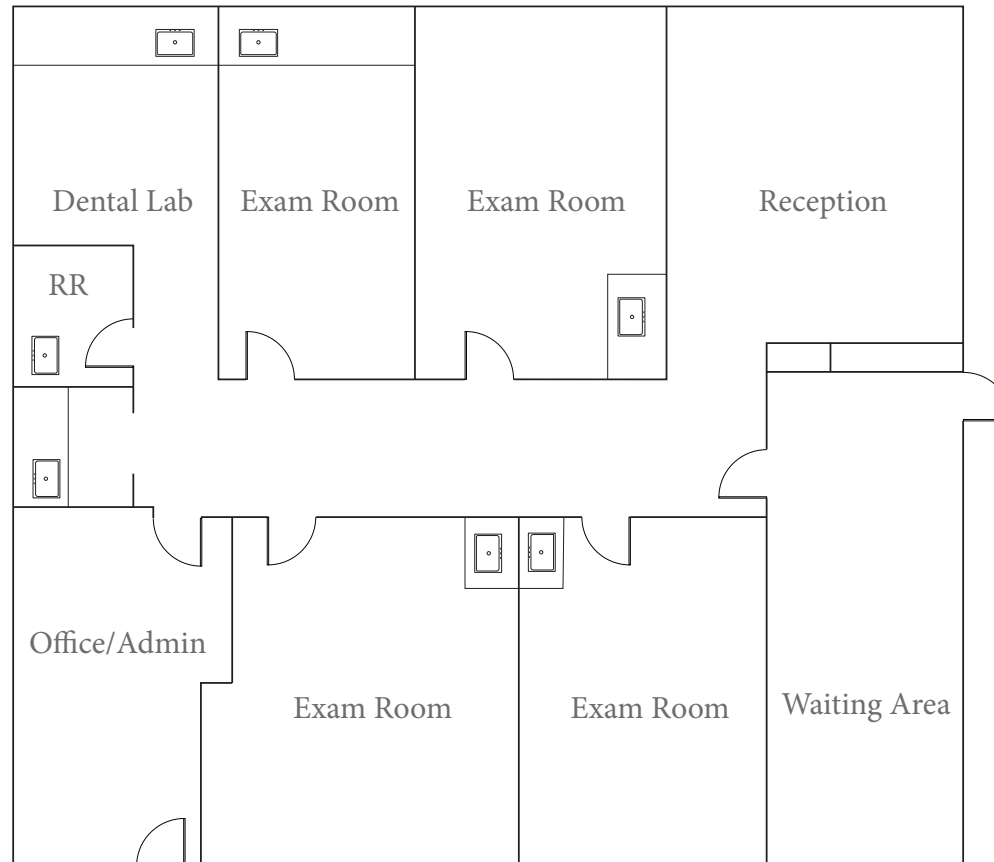 Dental Lab
Exam Room
Exam Room
Reception
RR
Office/Admin
Exam Room
Exam Room
Waiting Area